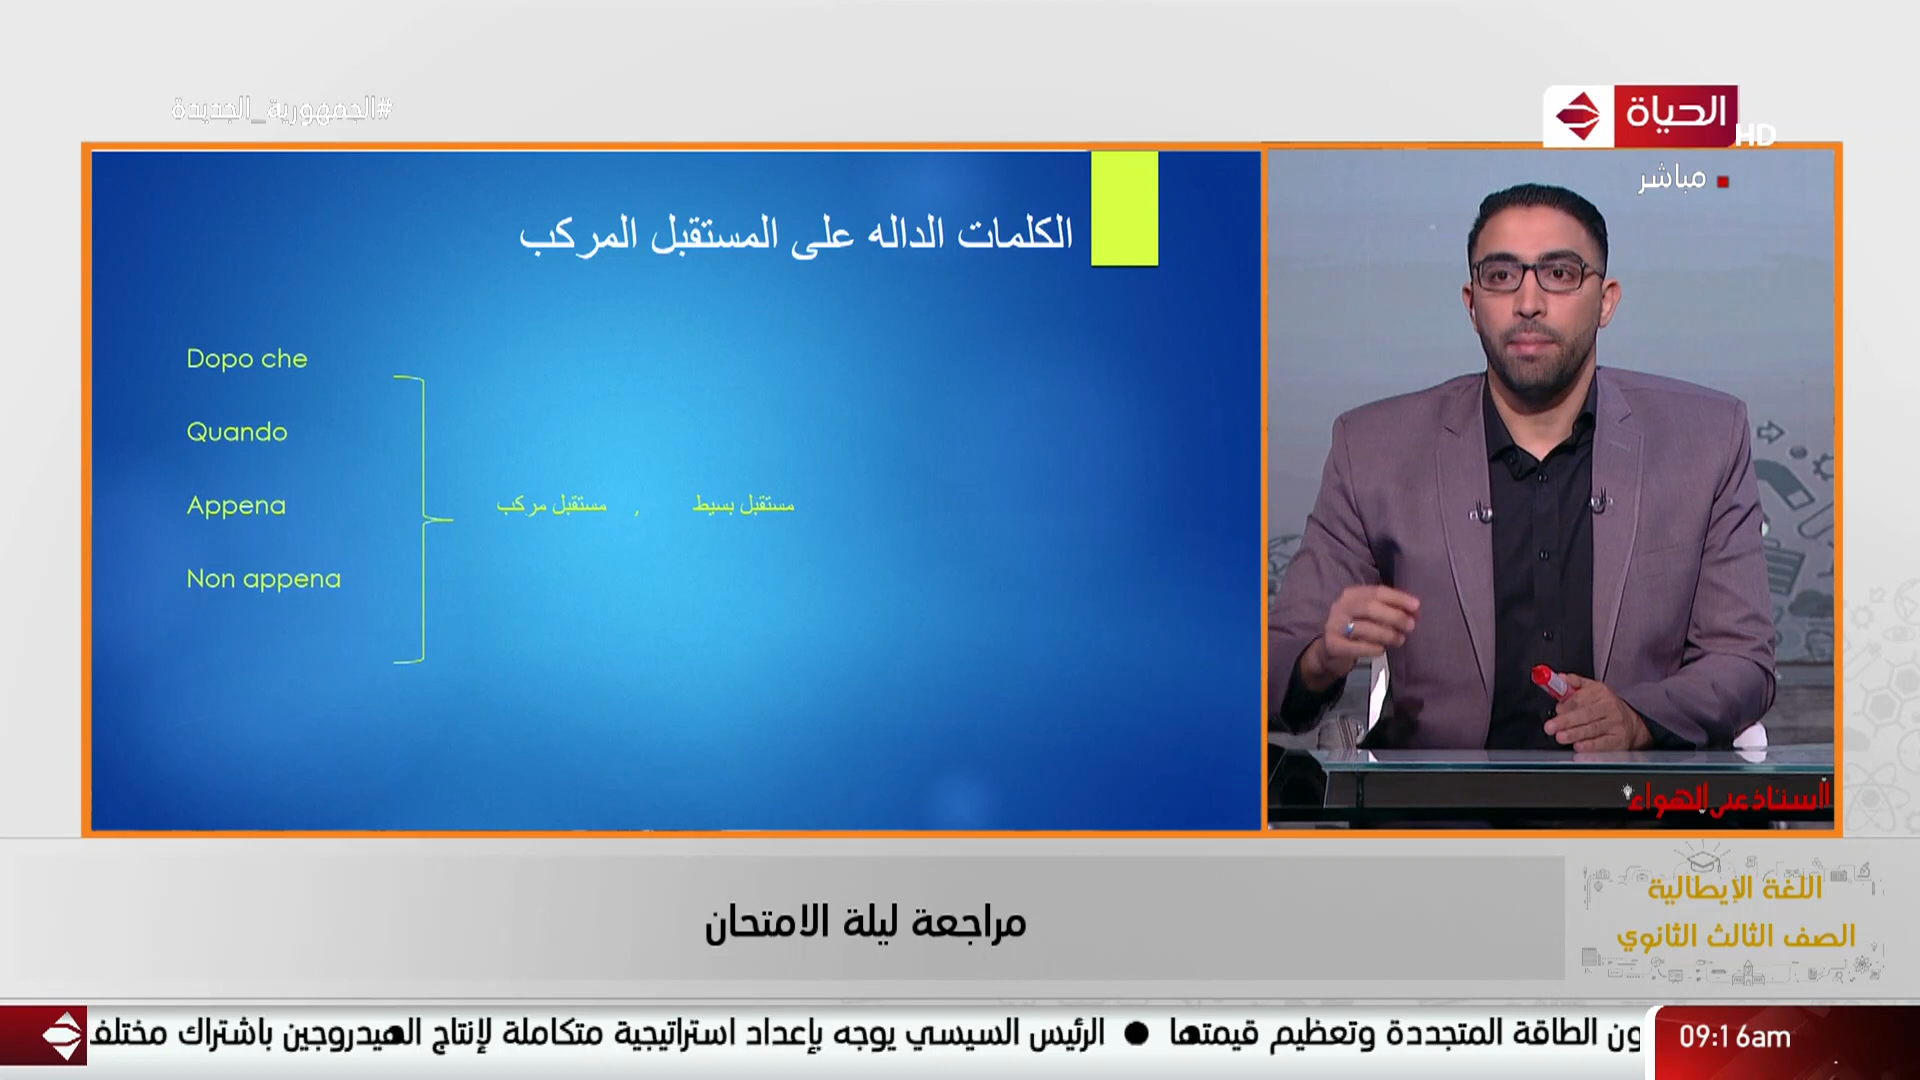 #الجمهورية_الجديدة
الحياة
HD
مباشر
الكلمات الداله على المستقبل المركب
Dopo che
Quando
Appena
Non appena
مستقبل مركب , مستقبل بسيط
أستاذ على الهواء
اللغة الإيطالية
الصف الثالث الثانوي
مراجعة ليلة الامتحان
ون الطاقة المتجددة وتعظيم قيمتها ● الرئيس السيسي يوجه بإعداد استراتيجية متكاملة لإنتاج الهيدروجين باشتراك مختلف
09:16am